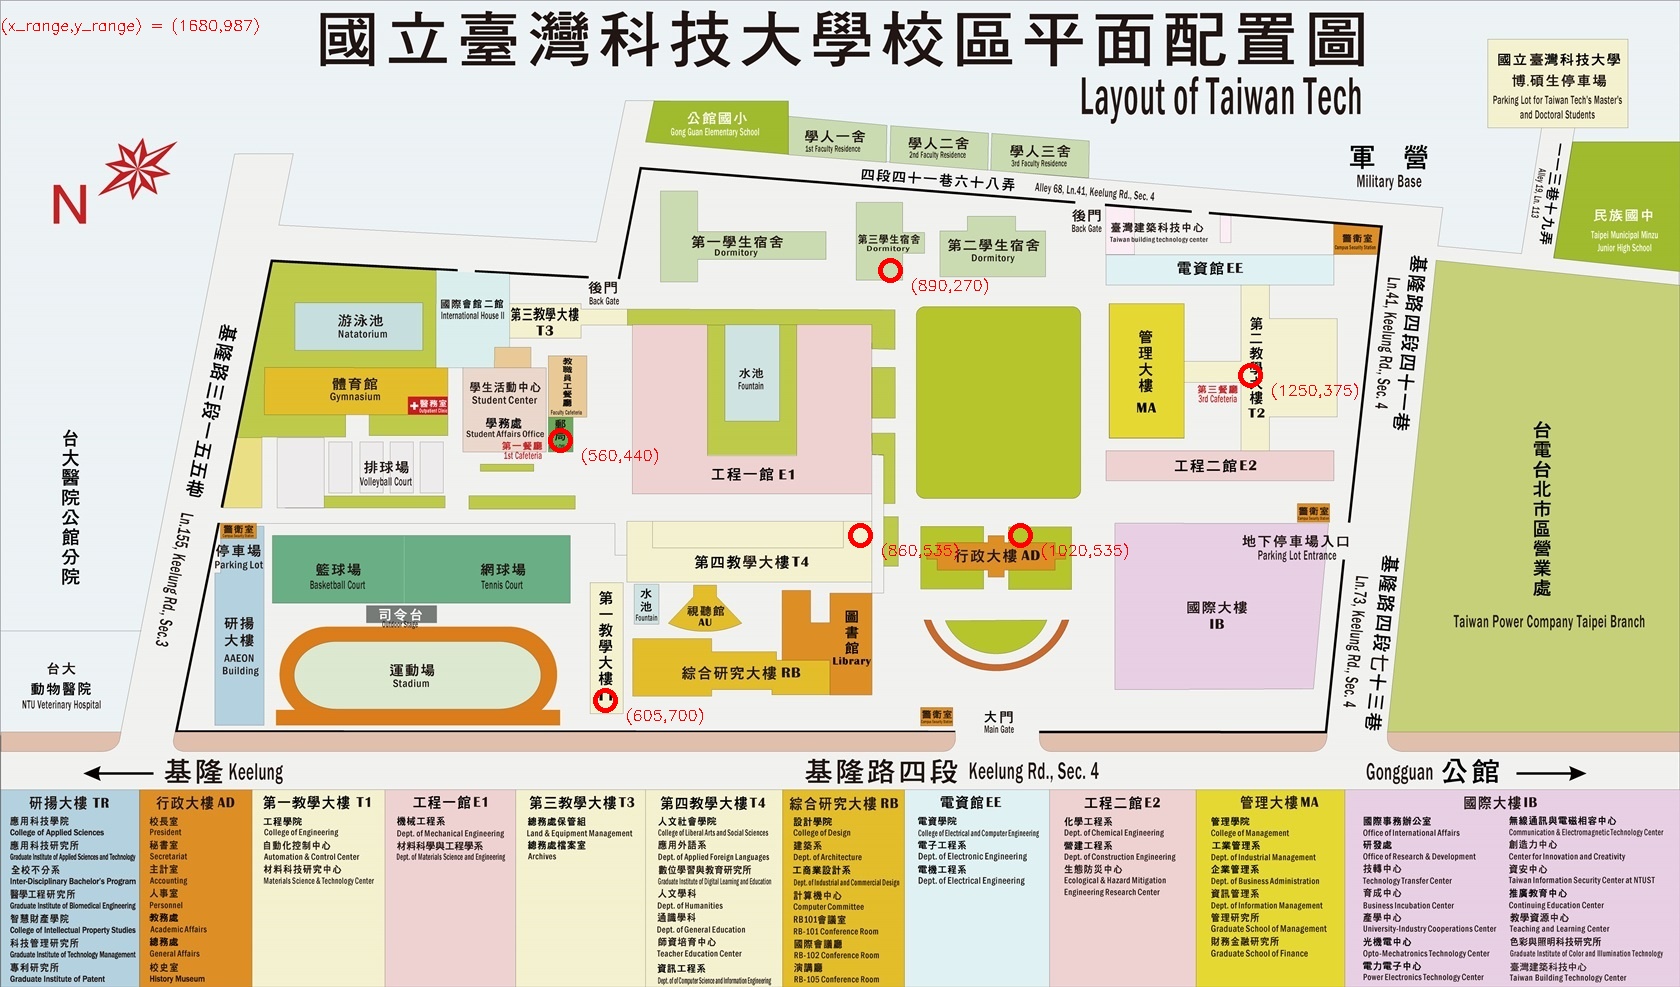 (x_range,y_range) = (1680,987)
國立臺灣科技大學校區平面配置圖
Layout of Taiwan Tech
國立臺灣科技大學
博.碩生停車場
Parking Lot for Taiwan Tech's Master's
and Doctoral Students
公館國小
Gong Guan Elementary School
學人一舍
1st Faculty Residence
學人二舍
2nd Faculty Residence
學人三舍
3rd Faculty Residence
軍 營
Military Base
一一三巷十九弄
Alley 19, Ln. 113
民族國中
Taipei Municipal Minzu
Junior High School
N
四段四十一巷六十八弄
Alley 68, Ln.41, Keelung Rd., Sec. 4
後門
Back Gate
臺灣建築科技中心
Taiwan building technology center
警衛室
Campus Security Station
第一學生宿舍
Dormitory
第三學生宿舍
Dormitory
第二學生宿舍
Dormitory
(890,270)
電資館EE
後門
Back Gate
國際會館二館
International House II
第三教學大樓
T3
游泳池
Natatorium
體育館
Gymnasium
醫務室
Outpatient Clinic
學生活動中心
Student Center
學務處
Student Affairs Office
第一餐廳
1st Cafeteria
教職員工餐廳
Faculty Cafeteria
郵局
(560,440)
水池
Fountain
工程一館 E1
管理大樓
MA
第二教學大樓
T2
第三餐廳
3rd Cafeteria
(1250,375)
工程二館 E2
基隆路四段四十一巷
Ln.41, Keelung Rd., Sec. 4
基隆路三段一五五巷
Ln.155, Keelung Rd., Sec.3
台大醫院公館分院
排球場
Volleyball Court
台電台北市區營業處
Taiwan Power Company Taipei Branch
警衛室
Campus Security Station
停車場
Parking Lot
籃球場
Basketball Court
網球場
Tennis Court
第四教學大樓 T4
(860,535)
行政大樓 AD
(1020,535)
警衛室
Campus Security Station
地下停車場入口
Parking Lot Entrance
國際大樓
IB
基隆路四段七十三巷
Ln.73, Keelung Rd., Sec. 4
研揚
大樓
AAEON
Building
司令台
Outdoor Stage
運動場
Stadium
第一教學大樓
(605,700)
水池
Fountain
視聽館
AU
圖書館
Library
綜合研究大樓 RB
台大
動物醫院
NTU Veterinary Hospital
警衛室
Campus Security Station
大門
Main Gate
基隆 Keelung
基隆路四段 Keelung Rd., Sec. 4
Gongguan 公館
研揚大樓 TR
應用科技學院
College of Applied Sciences
應用科技研究所
Graduate Institute of Applied Sciences and Technology
全校不分系
Inter-Disciplinary Bachelor's Program
醫學工程研究所
Graduate Institute of Biomedical Engineering
智慧財產學院
College of Intellectual Property Studies
科技管理研究所
Graduate Institute of Technology Management
專利研究所
Graduate Institute of Patent
行政大樓 AD
校長室
President
秘書室
Secretariat
主計室
Accounting
人事室
Personnel
教務處
Academic Affairs
總務處
General Affairs
校史室
History Museum
第一教學大樓 T1
工程學院
College of Engineering
自動化控制中心
Automation & Control Center
材料科技研究中心
Materials Science & Technology Center
工程一館E1
機械工程系
Dept. of Mechanical Engineering
材料科學與工程學系
Dept. of Materials Science and Engineering
第三教學大樓T3
總務處保管組
Land & Equipment Management
總務處檔案室
Archives
第四教學大樓T4
人文社會學院
College of Liberal Arts and Social Sciences
應用外語系
Dept. of Applied Foreign Languages
數位學習與教育研究所
Graduate Institute of Digital Learning and Education
人文學科
Dept. of Humanities
通識學科
Dept. of General Education
師資培育中心
Teacher Education Center
資訊工程系
Dept. of of Computer Science and Information Engineering
綜合研究大樓RB
設計學院
College of Design
建築系
Dept. of Architecture
工商業設計系
Dept. of Industrial and Commercial Design
計算機中心
Computer Committee
RB101會議室
RB-101 Conference Room
國際會議廳
RB-102 Conference Room
演講廳
RB-105 Conference Room
電資館EE
電資學院
College of Electrical and Computer Engineering
電子工程系
Dept. of Electronic Engineering
電機工程系
Dept. of Electrical Engineering
工程二館E2
化學工程系
Dept. of Chemical Engineering
營建工程系
Dept. of Construction Engineering
生態防災中心
Ecological & Hazard Mitigation
Engineering Research Center
管理大樓MA
管理學院
College of Management
工業管理系
Dept. of Industrial Management
企業管理系
Dept. of Business Administration
資訊管理系
Dept. of Information Management
管理研究所
Graduate School of Management
財務金融研究所
Graduate School of Finance
國際大樓IB
國際事務辦公室
Office of International Affairs
研發處
Office of Research & Development
技轉中心
Technology Transfer Center
育成中心
Business Incubation Center
產學中心
University-Industry Cooperations Center
光機電中心
Opto-Mechatronics Technology Center
電力電子中心
Power Electronics Technology Center
無線通訊與電磁相容中心
Communication & Electromagnetic Technology Center
創造力中心
Center for Innovation and Creativity
資安中心
Taiwan Information Security Center at NTUST
推廣教育中心
Continuing Education Center
教學資源中心
Teaching and Learning Center
色彩與照明科技研究所
Graduate Institute of Color and Illumination Technology
臺灣建築科技中心
Taiwan Building Technology Center